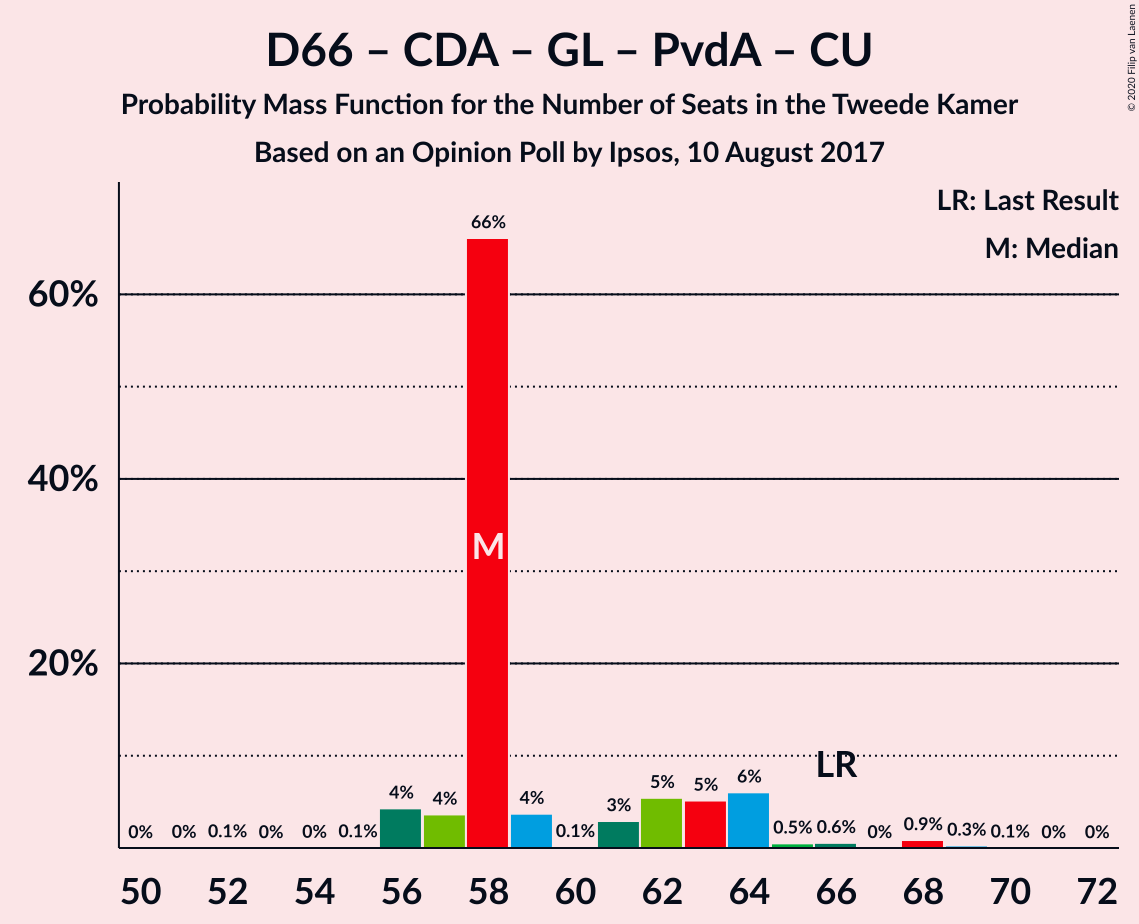 D66 – CDA – GL – PvdA – CU
Probability Mass Function for the Number of Seats in the Tweede Kamer
Based on an Opinion Poll by Ipsos, 10 August 2017
© 2020 Filip van Laenen
LR: Last Result
M: Median
60%
40%
20%
0% 0% 0.1% 0% 0% 0.1% 4% 4% 66% 4% 0.1% 3% 5% 5% 6% 0.5% 0.6% 0% 0.9% 0.3% 0.1% 0% 0%
M
LR
50 52 54 56 58 60 62 64 66 68 70 72